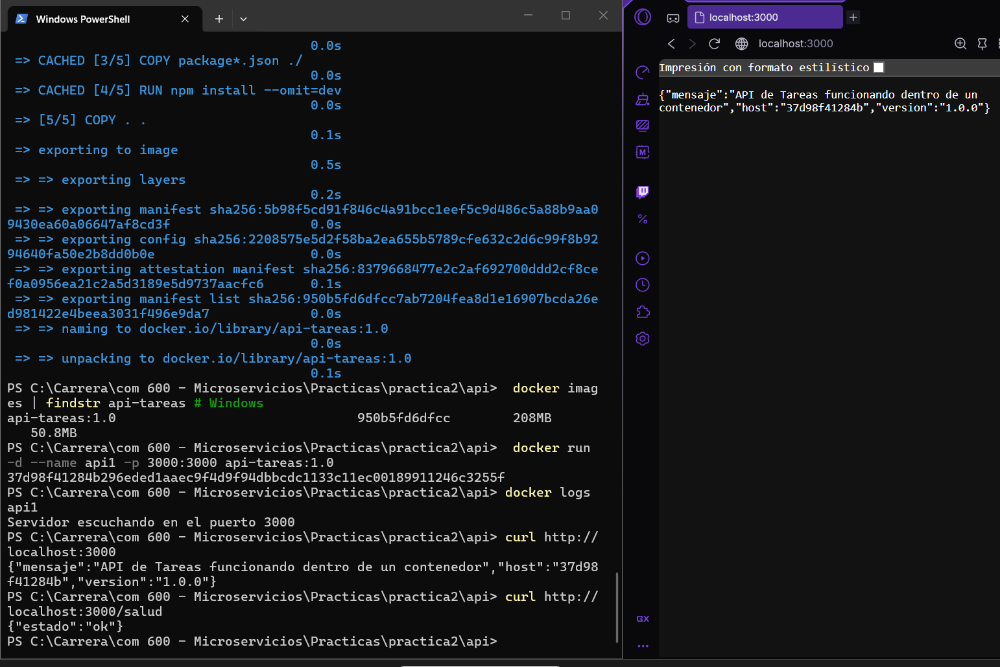 Windows PowerShell
0.0s
=> CACHED [3/5] COPY package*.json ./
0.0s
=> CACHED [4/5] RUN npm install --omit=dev
0.0s
=> [5/5] COPY . .
0.1s
=> exporting to image
0.5s
=> => exporting layers
0.2s
=> => exporting manifest sha256:5b98f5cd91f846c4a91bcc1eef5c9d486c5a88b9aa0
9430ea60a06647af8cd3f 0.0s
=> => exporting config sha256:2208575e5d2f58ba2ea655b5789cfe632c2d6c99f8b92
94640fa50e2b8dd0b0e 0.0s
=> => exporting attestation manifest sha256:8379668477e2c2af692700ddd2cf8ce
f0a0956ea21c2a5d3189e5d9737aacfc6 0.1s
=> => exporting manifest list sha256:950b5fd6dfcc7ab7204fea8d1e16907bcda26e
d981422e4beea3031f496e9da7 0.0s
=> => naming to docker.io/library/api-tareas:1.0
0.0s
=> => unpacking to docker.io/library/api-tareas:1.0
0.1s
PS C:\Carrera\com 600 - Microservicios\Practicas\practica2\api>  docker imag
es | findstr api-tareas # Windows
api-tareas:1.0 950b5fd6dfcc 208MB
50.8MB
PS C:\Carrera\com 600 - Microservicios\Practicas\practica2\api>  docker run
-d --name api1 -p 3000:3000 api-tareas:1.0
37d98f41284b296eded1aaec9f4d9f94dbbcdc1133c11ec00189911246c3255f
PS C:\Carrera\com 600 - Microservicios\Practicas\practica2\api> docker logs
api1
Servidor escuchando en el puerto 3000
PS C:\Carrera\com 600 - Microservicios\Practicas\practica2\api> curl http://
localhost:3000
{"mensaje":"API de Tareas funcionando dentro de un contenedor","host":"37d98
f41284b","version":"1.0.0"}
PS C:\Carrera\com 600 - Microservicios\Practicas\practica2\api> curl http://
localhost:3000/salud
{"estado":"ok"}
PS C:\Carrera\com 600 - Microservicios\Practicas\practica2\api>
localhost:3000
localhost:3000
Impresión con formato estilístico
{"mensaje":"API de Tareas funcionando dentro de un
contenedor","host":"37d98f41284b","version":"1.0.0"}
M
GX